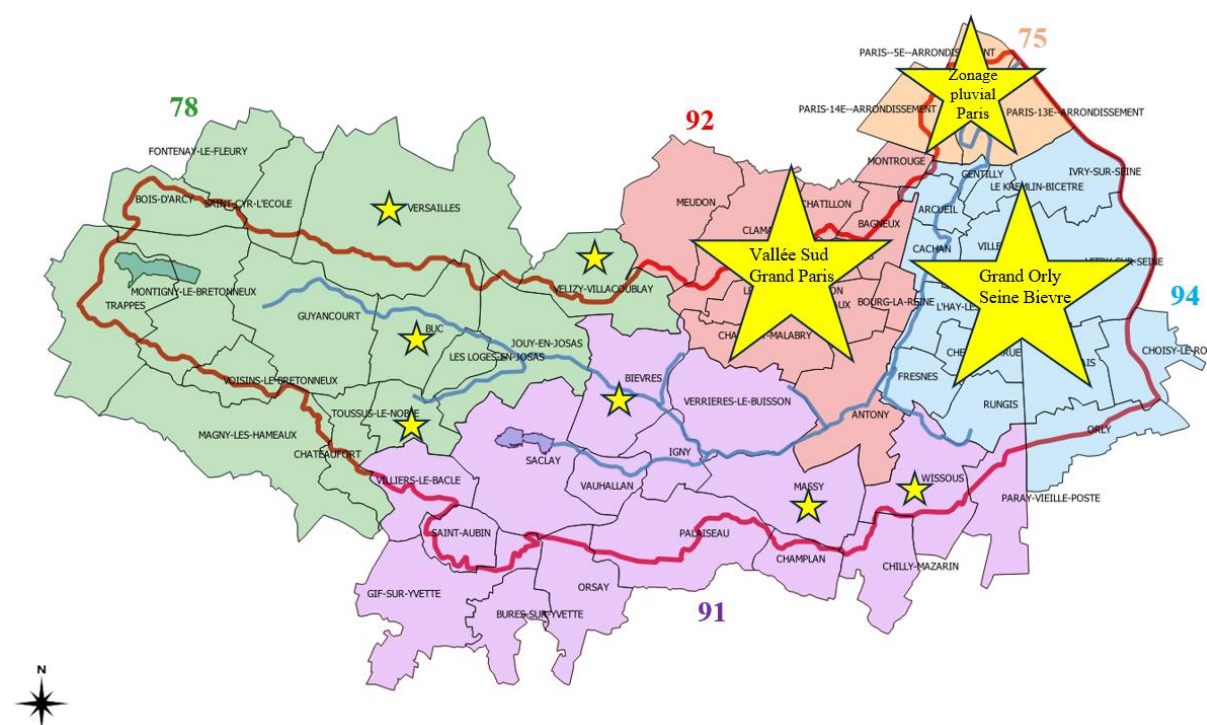 75
PARIS--5E--ARRONDISSEMENT
Zonage
pluvial
Paris
PARIS-14E--ARRONDISSEMENT
PARIS-13E--ARRONDISSEMENT
78
92
FONTENAY-LE-FLEURY
MONTROUGE
GENTILLY
IVRY-SUR-SEINE
LE KREMLIN-BICETRE
BOIS-D'ARCY
SAINT-CYR-L'ECOLE
VERSAILLES
MEUDON
CHATILLON
BAGNEUX
ARCUEIL
CLAMA
CACHAN
VILLE
Vallée Sud
Grand Paris
Grand Orly
Seine Bievre
VELIZY-VILLACOUBLAY
MONTIGNY-LE-BRETONNEUX
TRAPPES
GUYANCOURT
BOURG-LA-REINE
L'HAY-LE
94
BUC
JOUY-EN-JOSAS
LES LOGES-EN-JOSAS
MALABRY
CHOISY-LE-RO
VOISINS-LE-BRETONNEUX
BIEVRES
FRESNES
VERRIERES-LE-BUISSON
RUNGIS
TOUSSUS-LE-NOBLE
ANTONY
MAGNY-LES-HAMEAUX
ORLY
CHATEAUFORT
IGNY
SACLAY
VILLIERS-LE-BACLE
VAUHALLAN
MASSY
WISSOUS
PARAY-VIEILLE-POSTE
SAINT-AUBIN
PALAISEAU
CHAMPLAN
CHILLY-MAZARIN
ORSAY
GIF-SUR-YVETTE
BURES-SUR-YVETTE
91
N